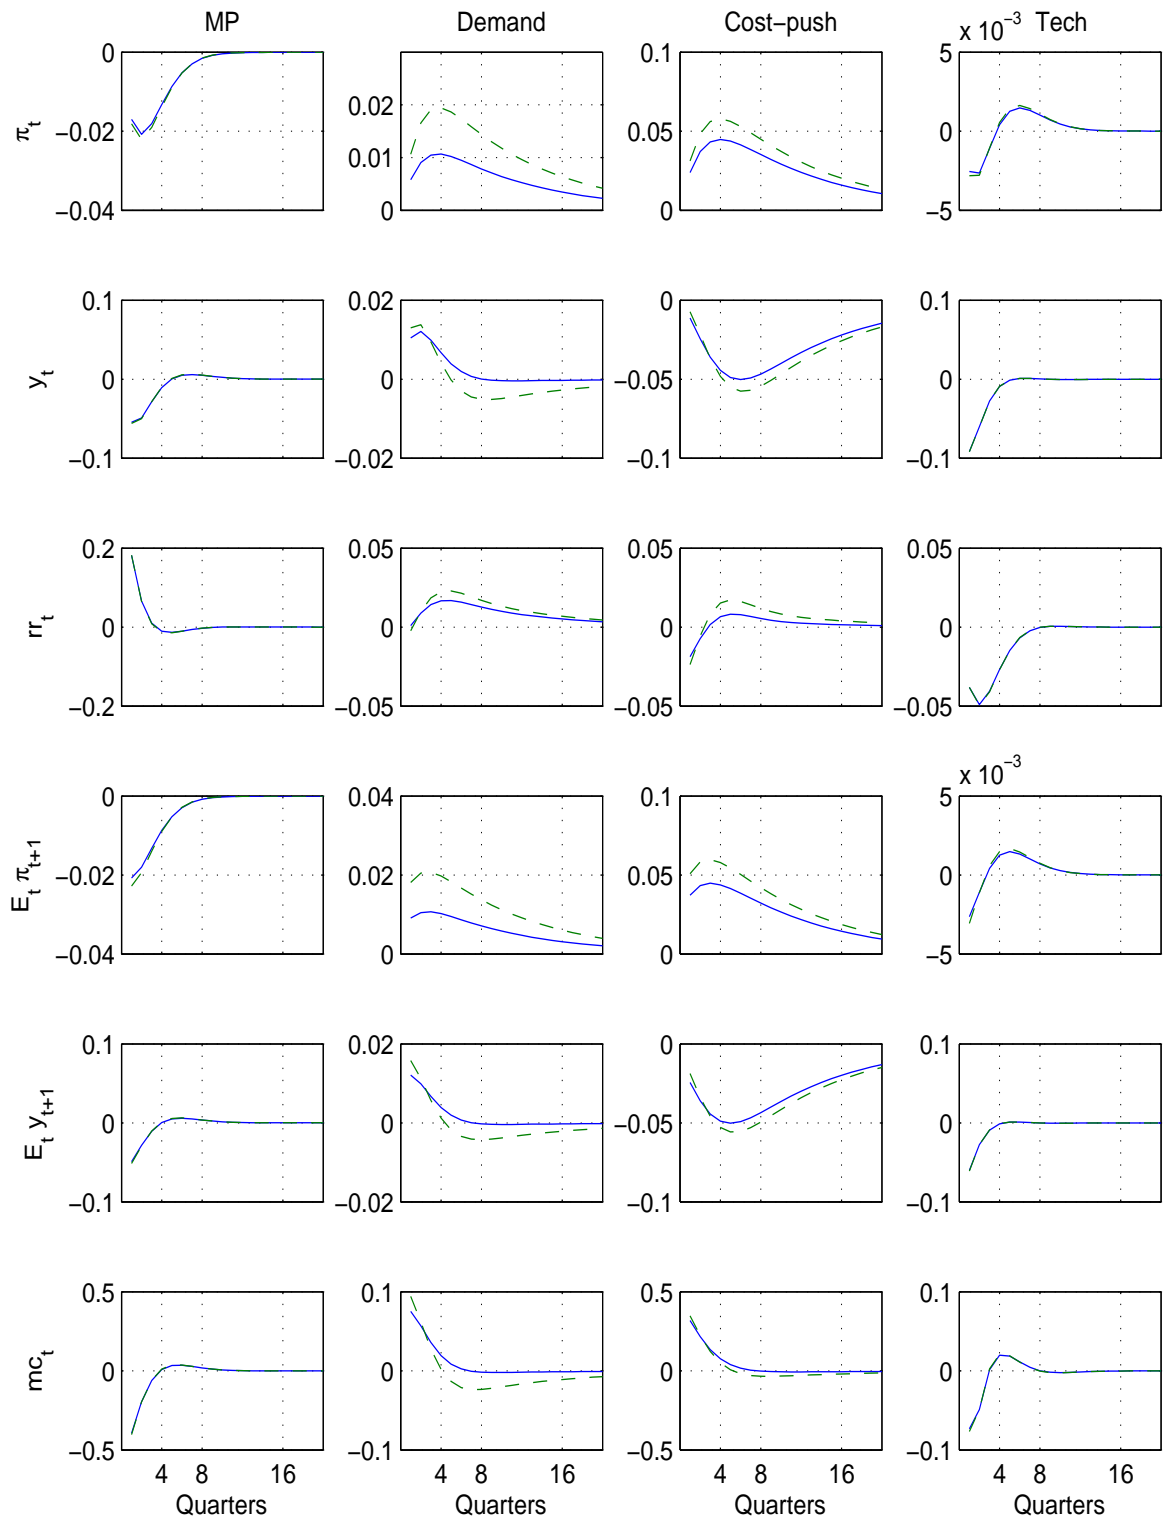 MP Demand Cost−push Tech
π_t 0 −0.02 −0.04 0.02 0.01 0 0.1 0.05 0 x 10^−3 5 0 −5
y_t 0.1 0 −0.1 0.02 0 −0.02 0 −0.05 −0.1 0.1 0 −0.1
rr_t 0.2 0 −0.2 0.05 0 −0.05 0.05 0 −0.05 0.05 0 −0.05
E_t π_{t+1} 0 −0.02 −0.04 0.04 0.02 0 0.1 0.05 0 x 10^−3 5 0 −5
E_t y_{t+1} 0.1 0 −0.1 0.02 0 −0.02 0 −0.05 −0.1 0.1 0 −0.1
mc_t 0.5 0 −0.5 0.1 0 −0.1 0.5 0 −0.5 0.1 0 −0.1
4 8 16 4 8 16 4 8 16 4 8 16
Quarters Quarters Quarters Quarters